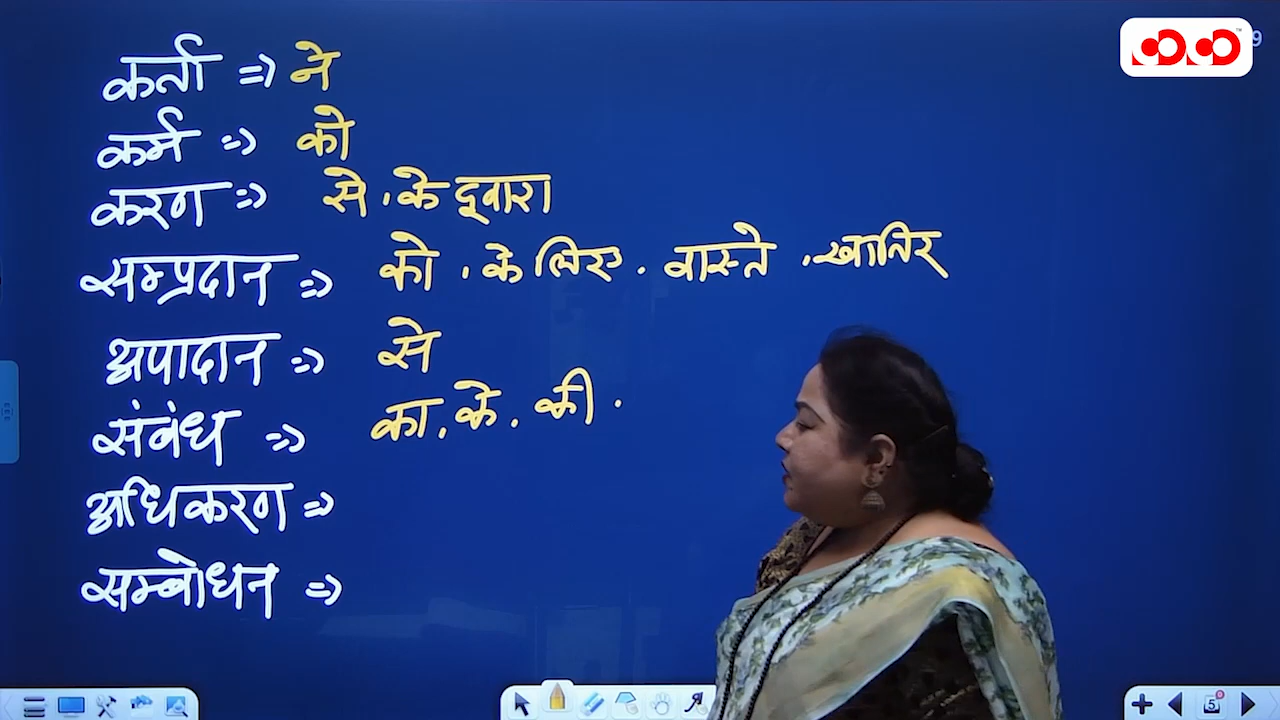 कर्ता => ने
कर्म => को
करण => से, के द्वारा
सम्प्रदान => को, के लिए, वास्ते, खातिर
अपादान => से
संबंध => का, के, की.
अधिकरण =>
सम्बोधन =>